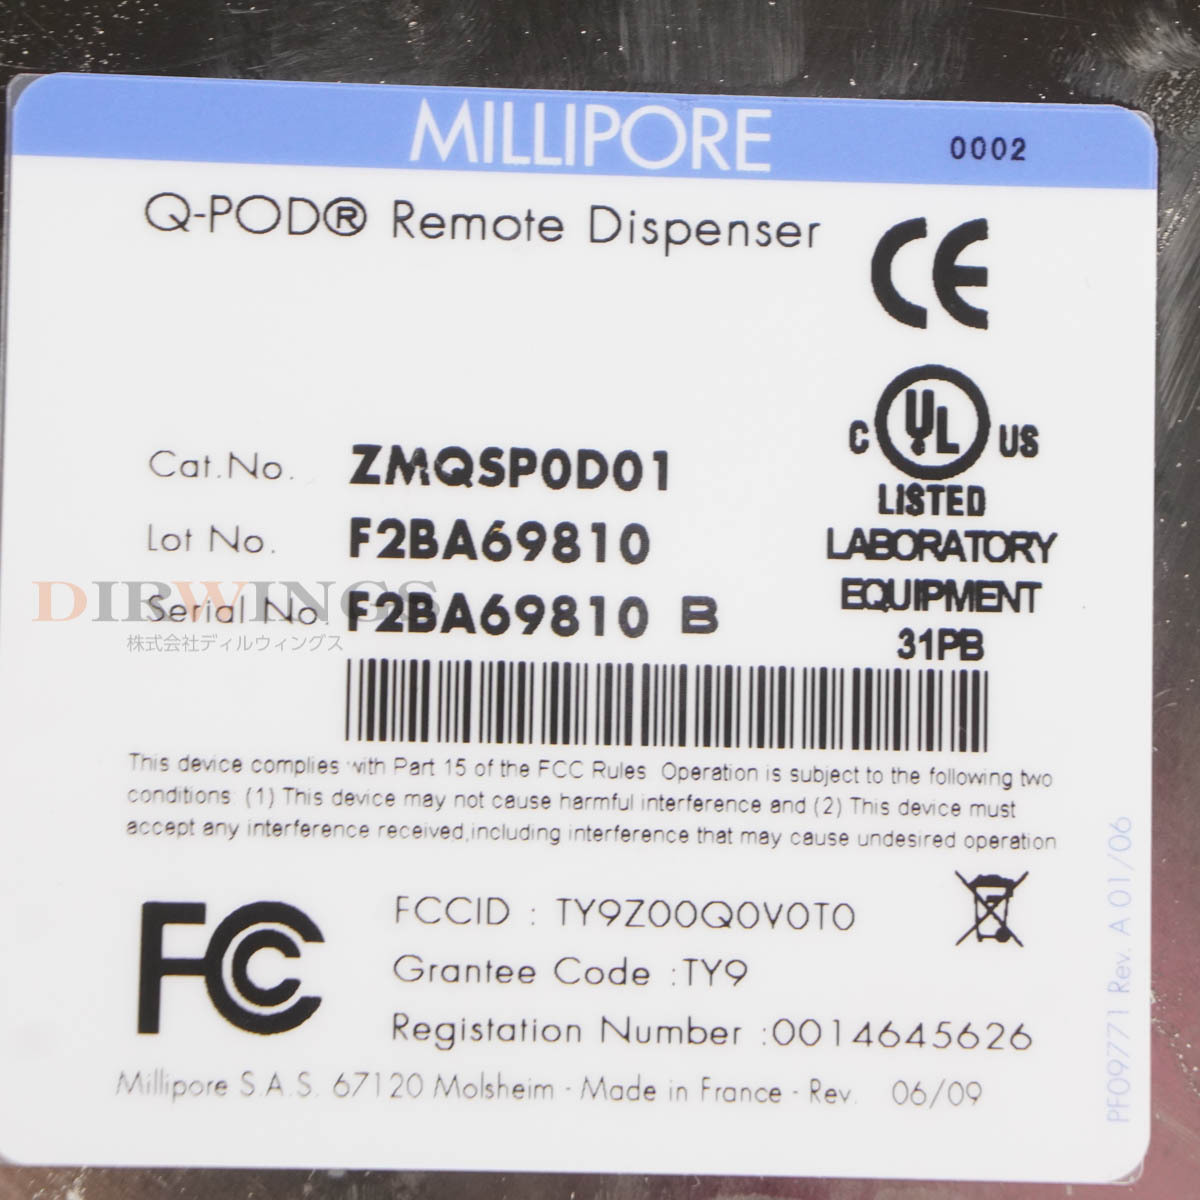 MILLIPORE
0002
Q-POD® Remote Dispenser
CE
C UL US
LISTED
LABORATORY
EQUIPMENT
31PB
Cat.No. ZMQSP0D01
Lot No. F2BA69810
Serial No. F2BA69810 B
DIRWINGS
株式会社ディルウィングス
This device complies with Part 15 of the FCC Rules Operation is subject to the following two
conditions (1) This device may not cause harmful interference and (2) This device must
accept any interference received,including interference that may cause undesired operation
FC
FCCID : TY9Z00Q0V0T0
Grantee Code :TY9
Registation Number :0014645626
Millipore S.A.S. 67120 Molsheim - Made in France - Rev. 06/09
PF09771 Rev. A 01/06